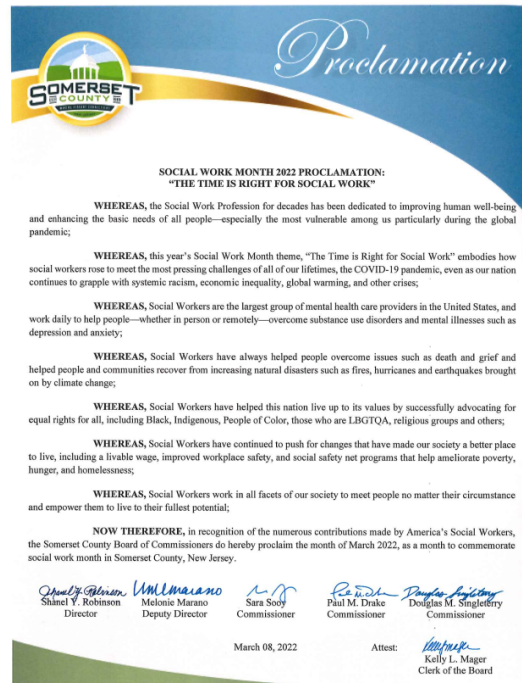 Proclamation
SOMERSET
COUNTY
SOCIAL WORK MONTH 2022 PROCLAMATION:
“THE TIME IS RIGHT FOR SOCIAL WORK”
WHEREAS, the Social Work Profession for decades has been dedicated to improving human well-being
and enhancing the basic needs of all people—especially the most vulnerable among us particularly during the global
pandemic;
WHEREAS, this year’s Social Work Month theme, “The Time is Right for Social Work” embodies how
social workers rose to meet the most pressing challenges of all of our lifetimes, the COVID-19 pandemic, even as our nation
continues to grapple with systemic racism, economic inequality, global warming, and other crises;
WHEREAS, Social Workers are the largest group of mental health care providers in the United States, and
work daily to help people—whether in person or remotely—overcome substance use disorders and mental illnesses such as
depression and anxiety;
WHEREAS, Social Workers have always helped people overcome issues such as death and grief and
helped people and communities recover from increasing natural disasters such as fires, hurricanes and earthquakes brought
on by climate change;
WHEREAS, Social Workers have helped this nation live up to its values by successfully advocating for
equal rights for all, including Black, Indigenous, People of Color, those who are LBGTQA, religious groups and others;
WHEREAS, Social Workers have continued to push for changes that have made our society a better place
to live, including a livable wage, improved workplace safety, and social safety net programs that help ameliorate poverty,
hunger, and homelessness;
WHEREAS, Social Workers work in all facets of our society to meet people no matter their circumstance
and empower them to live to their fullest potential;
NOW THEREFORE, in recognition of the numerous contributions made by America’s Social Workers,
the Somerset County Board of Commissioners do hereby proclaim the month of March 2022, as a month to commemorate
social work month in Somerset County, New Jersey.
Shanel Y. Robinson Melonie Marano Sara Sooy Paul M. Drake Douglas M. Singleterry
Director Deputy Director Commissioner Commissioner Commissioner
March 08, 2022 Attest:
Kelly L. Mager
Clerk of the Board